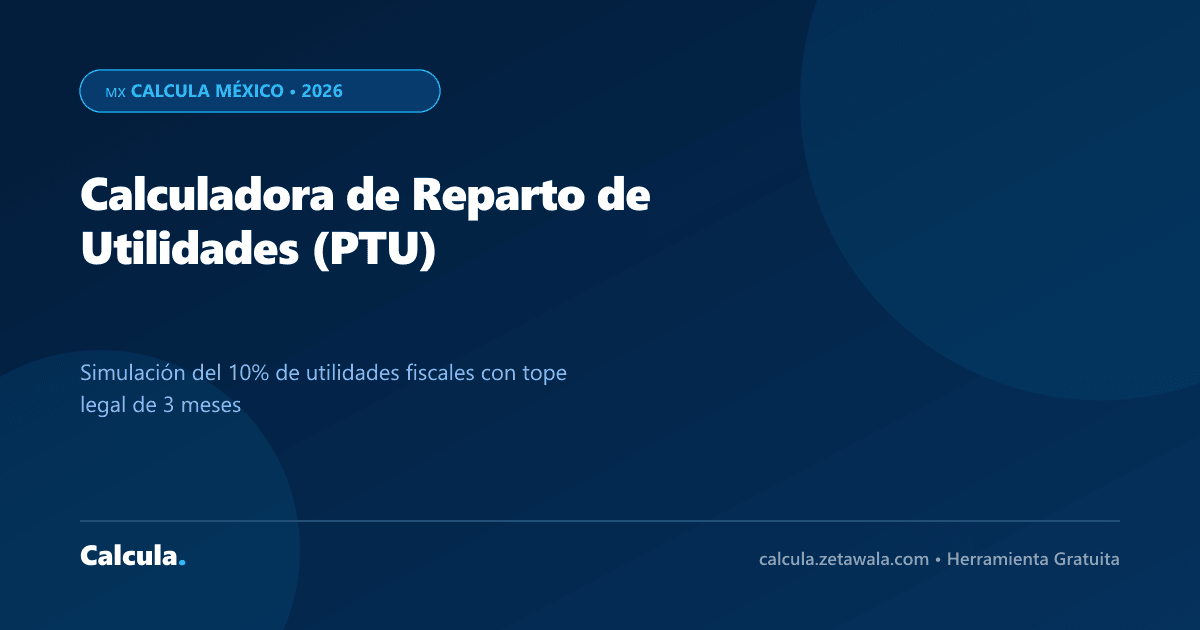 MX CALCULA MÉXICO • 2026
Calculadora de Reparto de
Utilidades (PTU)
Simulación del 10% de utilidades fiscales con tope
legal de 3 meses
Calcula.
calcula.zetawala.com • Herramienta Gratuita